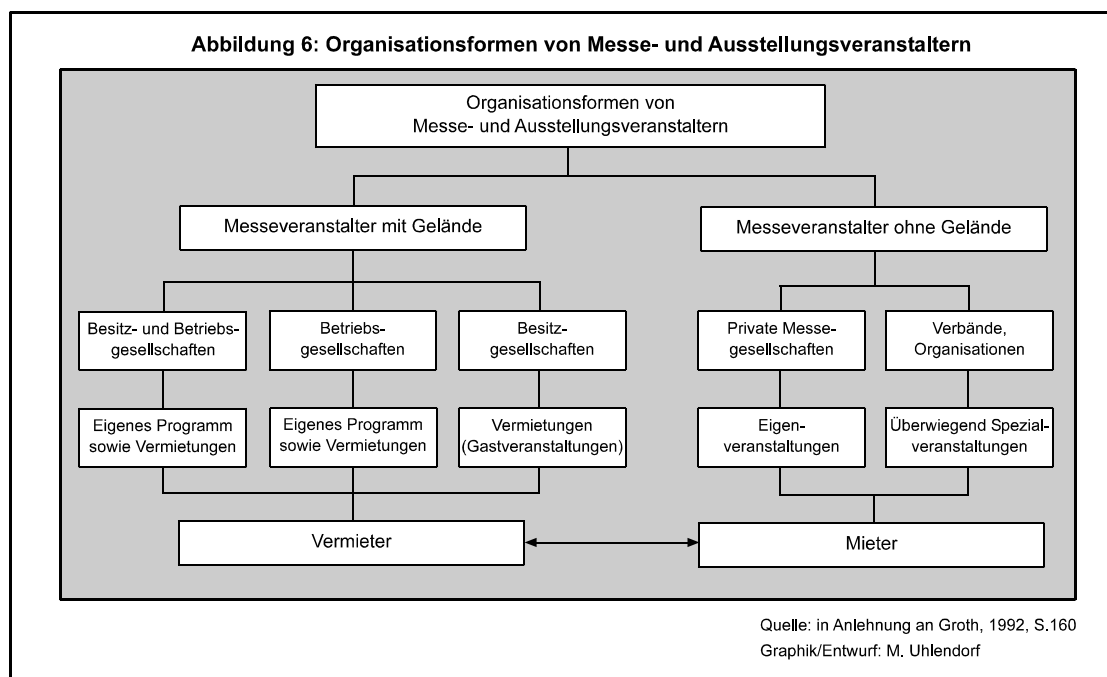 Abbildung 6: Organisationsformen von Messe- und Ausstellungsveranstaltern
Organisationsformen von
Messe- und Ausstellungsveranstaltern
Messeveranstalter mit Gelände
Messeveranstalter ohne Gelände
Besitz- und Betriebs-
gesellschaften
Betriebs-
gesellschaften
Besitz-
gesellschaften
Private Messe-
gesellschaften
Verbände,
Organisationen
Eigenes Programm
sowie Vermietungen
Eigenes Programm
sowie Vermietungen
Vermietungen
(Gastveranstaltungen)
Eigen-
veranstaltungen
Überwiegend Spezial-
veranstaltungen
Vermieter
Mieter
Quelle: in Anlehnung an Groth, 1992, S.160
Graphik/Entwurf: M. Uhlendorf